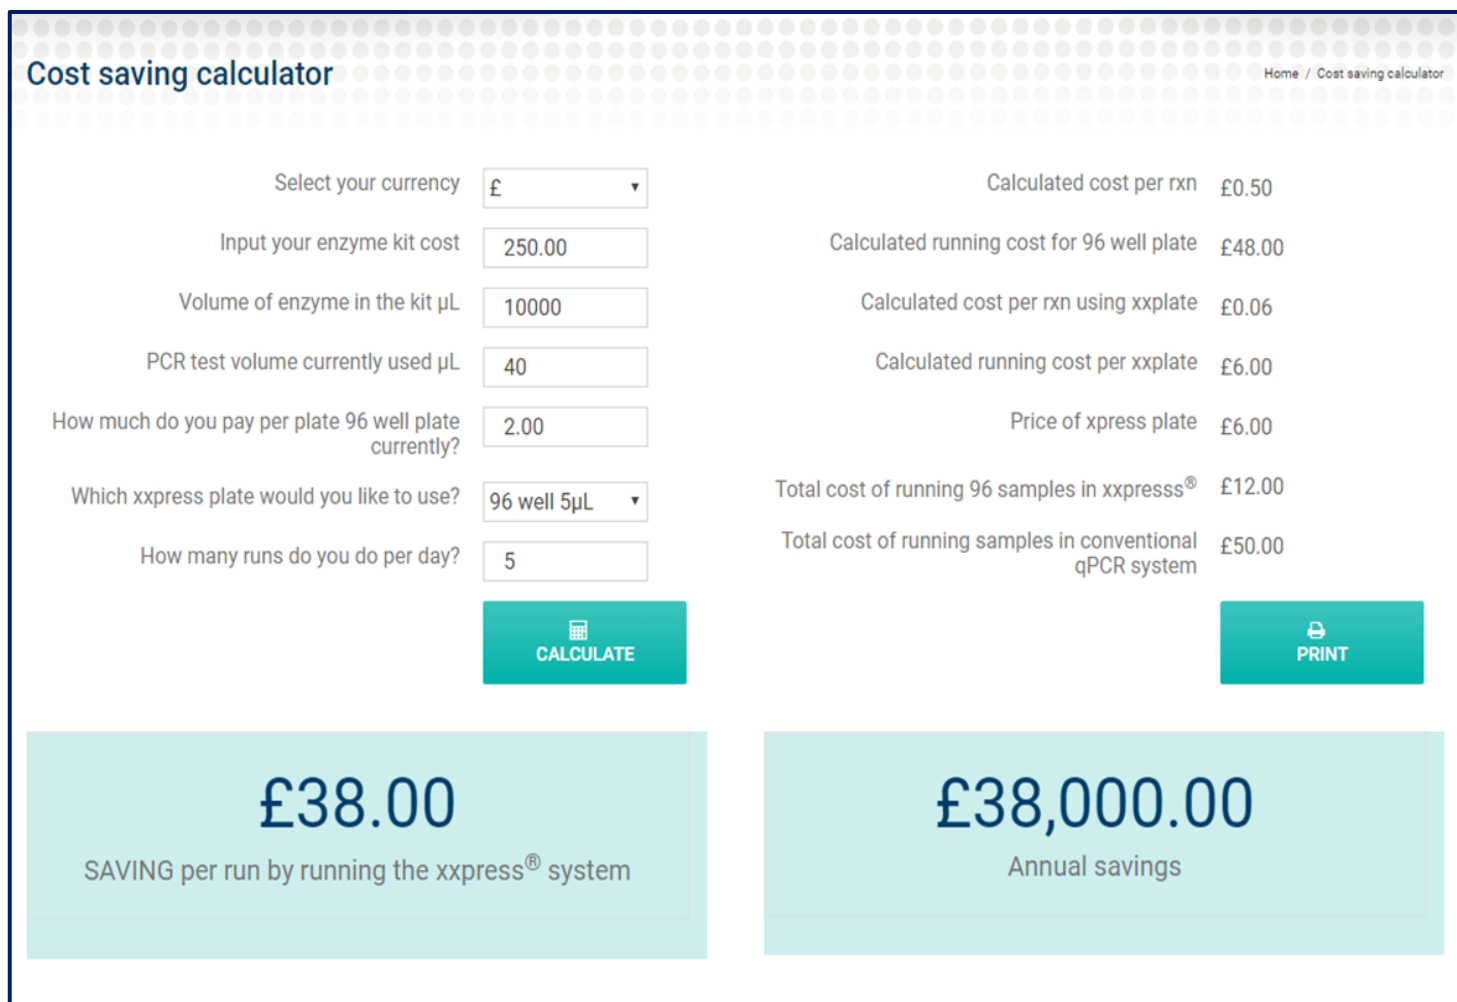 Cost saving calculator
Home / Cost saving calculator
Select your currency
£
Input your enzyme kit cost
250.00
Volume of enzyme in the kit µL
10000
PCR test volume currently used µL
40
How much do you pay per plate 96 well plate
currently?
2.00
Which xxpress plate would you like to use?
96 well 5µL
How many runs do you do per day?
5
CALCULATE
Calculated cost per rxn
£0.50
Calculated running cost for 96 well plate
£48.00
Calculated cost per rxn using xxplate
£0.06
Calculated running cost per xxplate
£6.00
Price of xpress plate
£6.00
Total cost of running 96 samples in xxpresss®
£12.00
Total cost of running samples in conventional
qPCR system
£50.00
PRINT
£38.00
SAVING per run by running the xxpress® system
£38,000.00
Annual savings